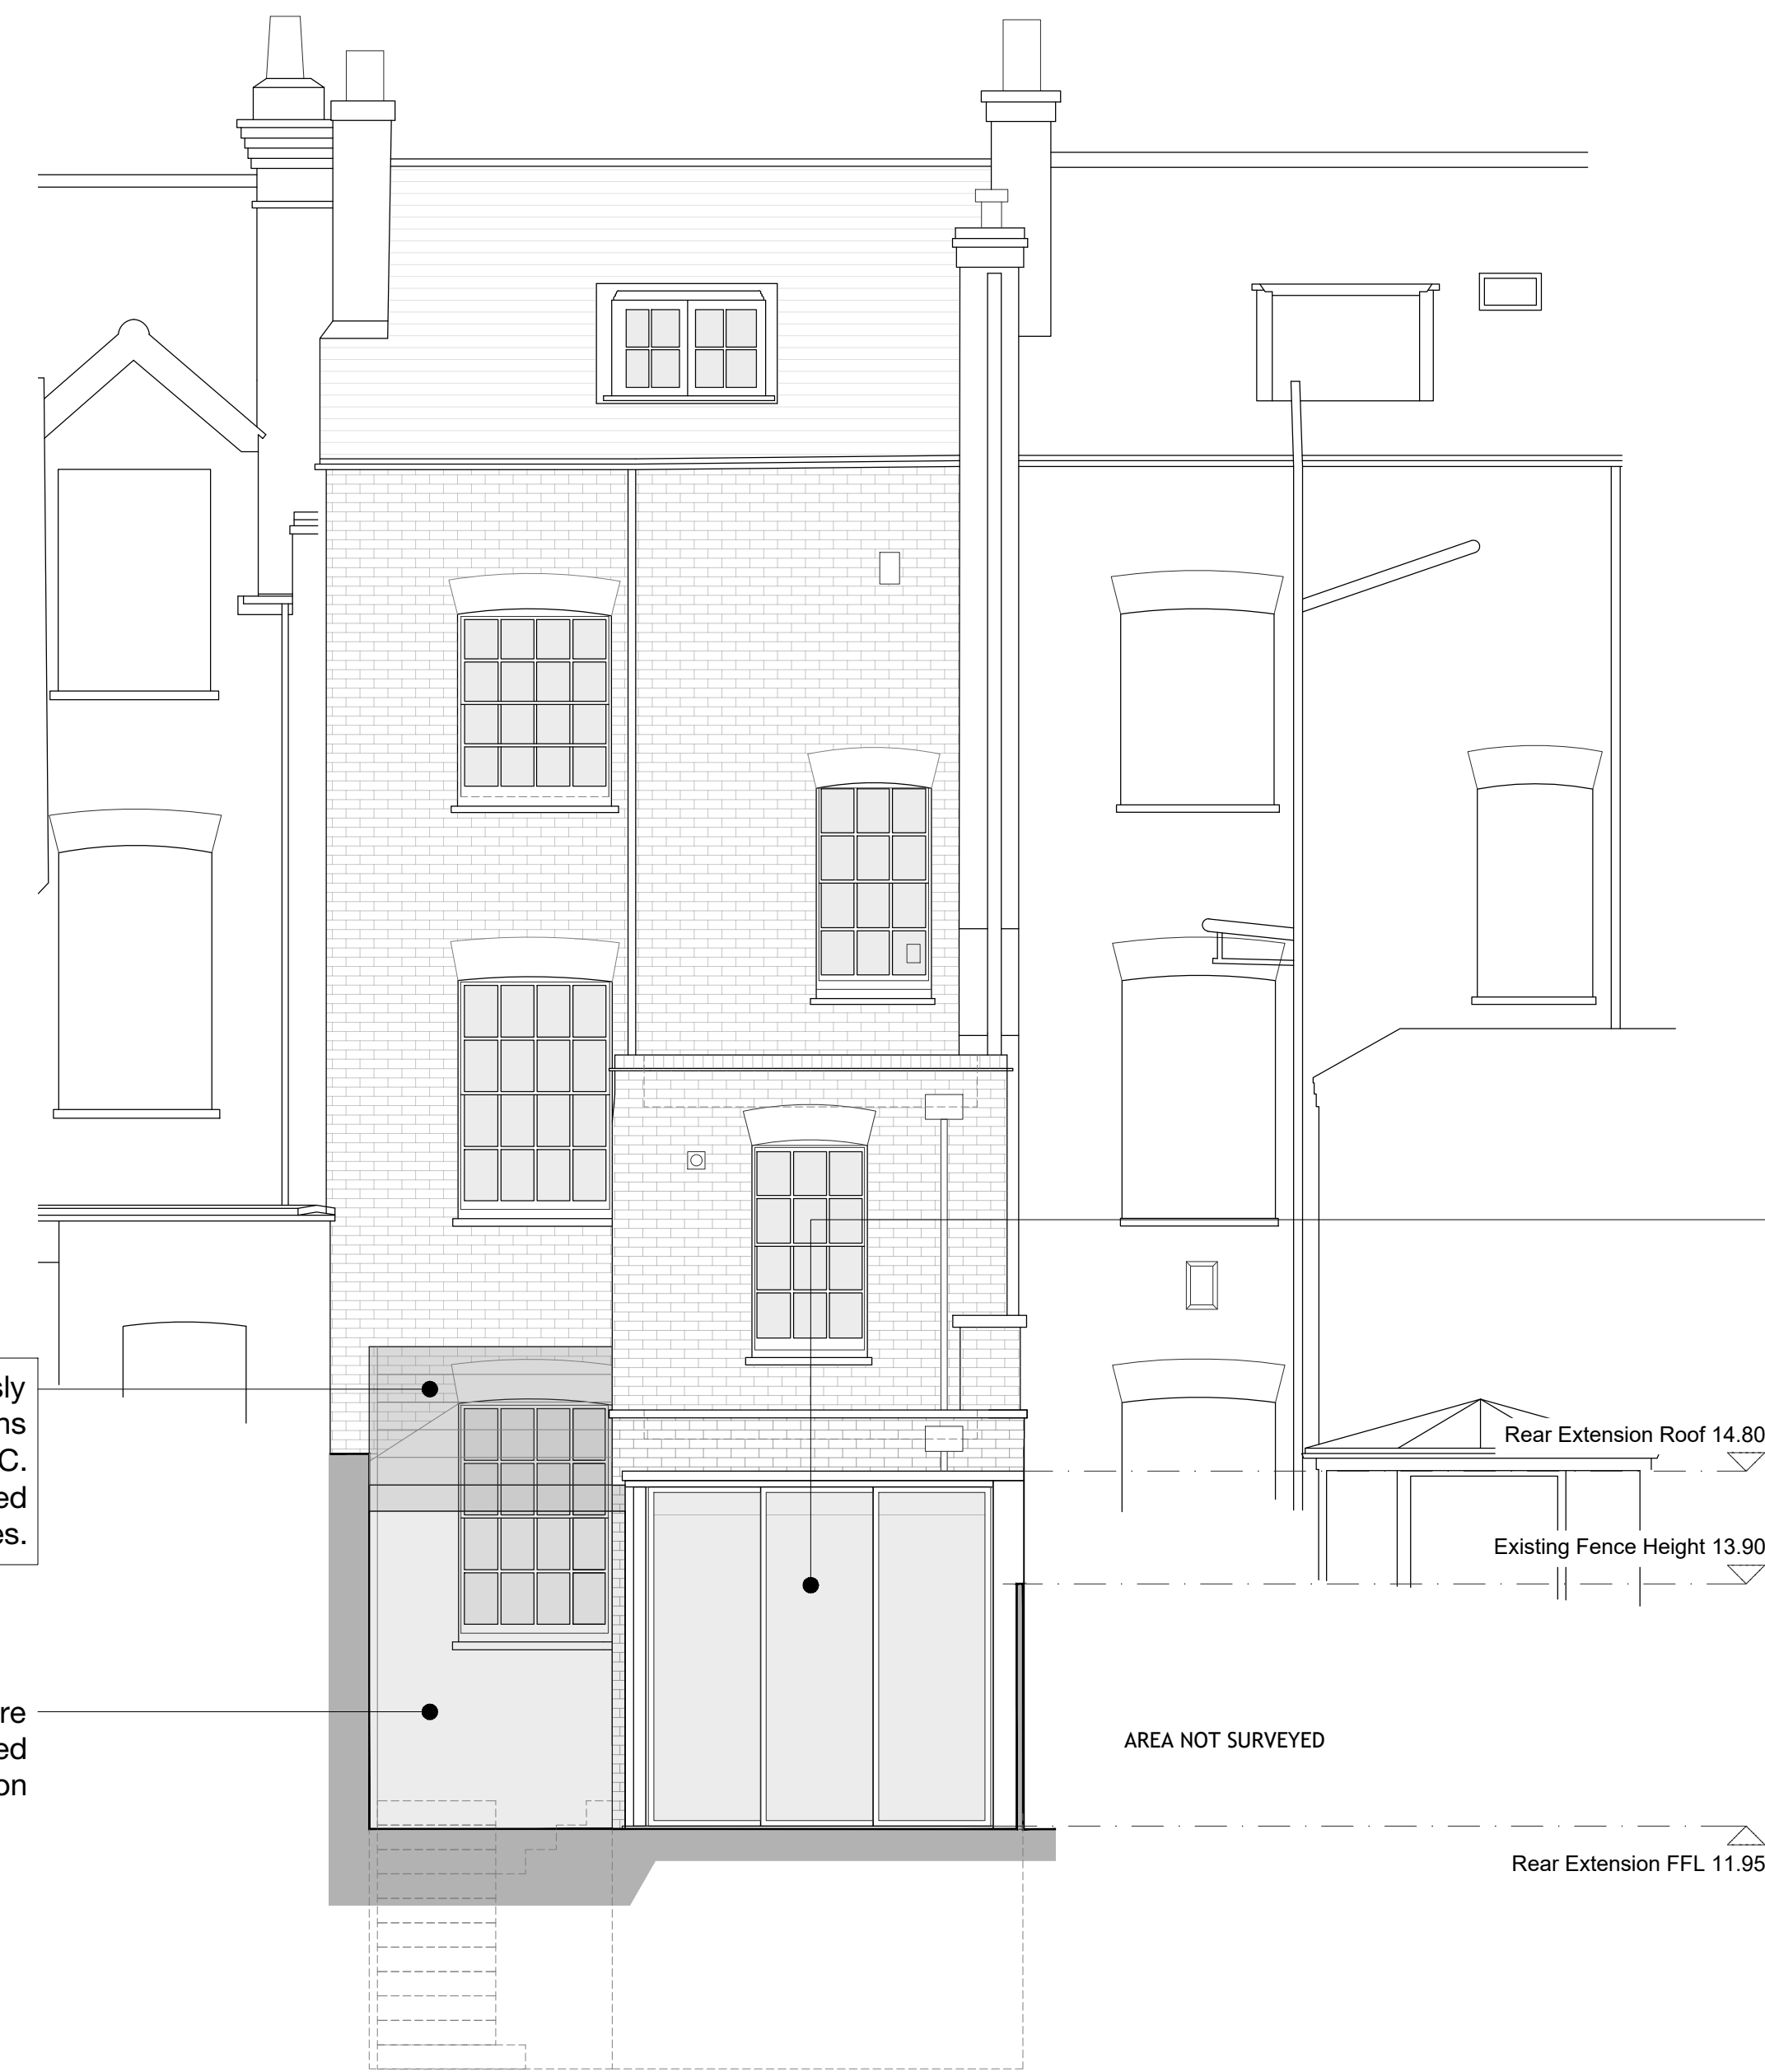 sly
ns
C.
ed
es.
re
ed
on
Rear Extension Roof 14.80
Existing Fence Height 13.90
AREA NOT SURVEYED
Rear Extension FFL 11.95